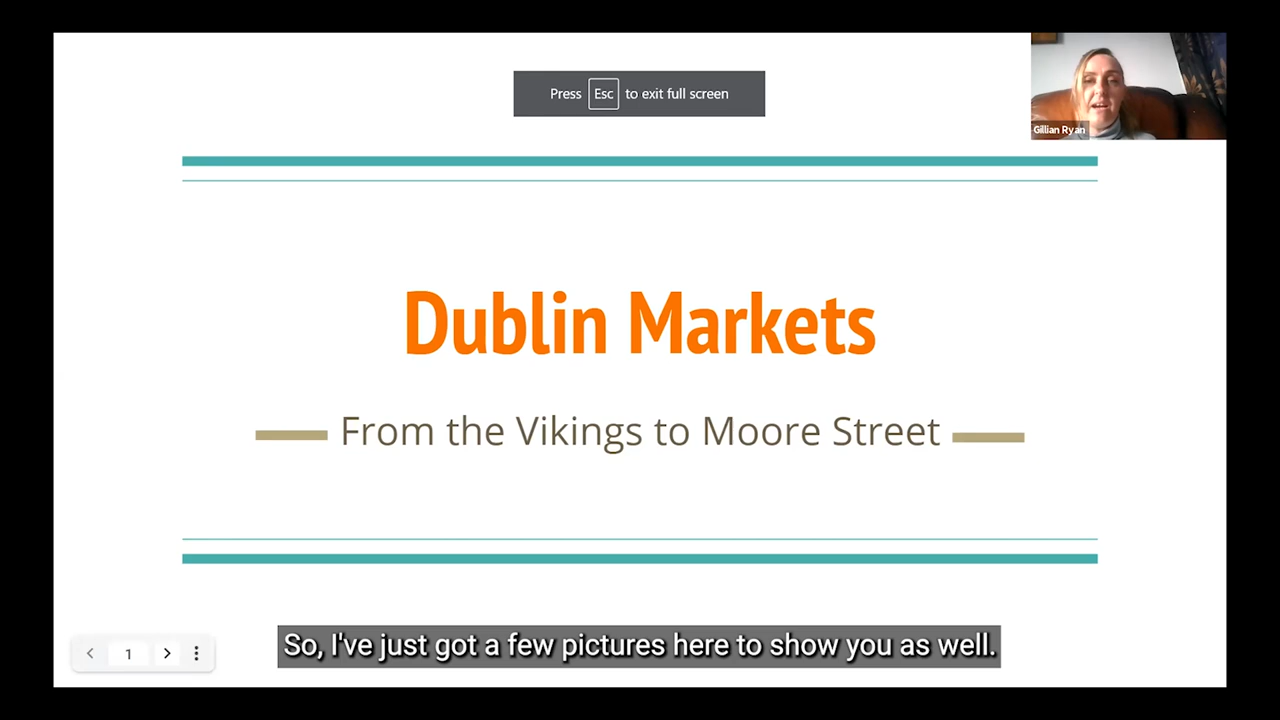 Press Esc to exit full screen
Gillian Ryan
Dublin Markets
From the Vikings to Moore Street
1
So, I've just got a few pictures here to show you as well.